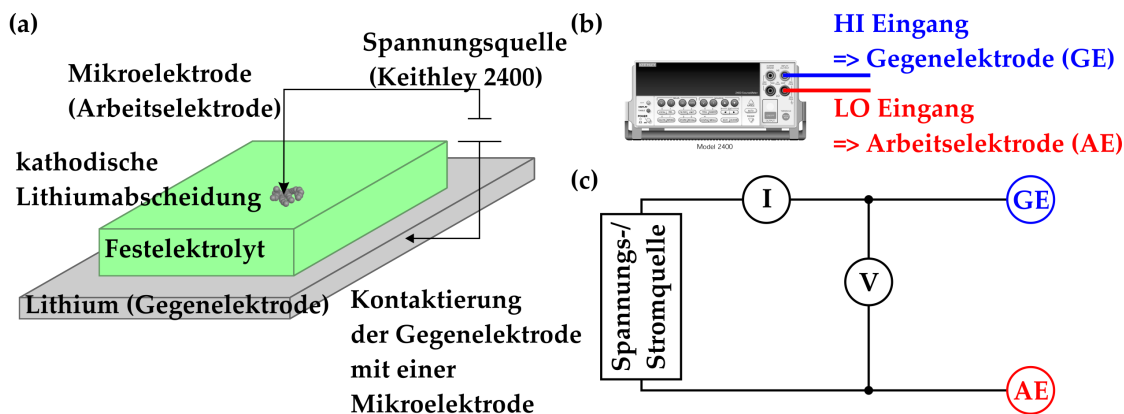 (a)
Spannungsquelle
(Keithley 2400)
Mikroelektrode
(Arbeitselektrode)
kathodische
Lithiumabscheidung
Festelektrolyt
Lithium (Gegenelektrode)
Kontaktierung
der Gegenelektrode
mit einer
Mikroelektrode
(b)
HI Eingang
=> Gegenelektrode (GE)
LO Eingang
=> Arbeitselektrode (AE)
Model 2400
(c)
Spannungs-/
Stromquelle
I
V
GE
AE